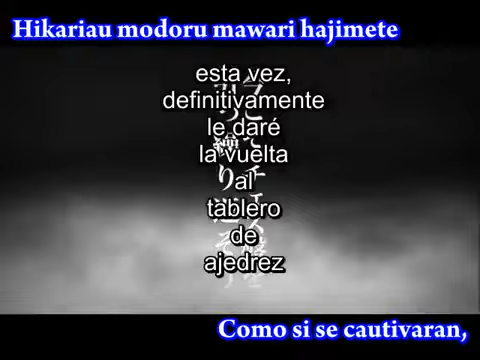 Hikariau modoru mawari hajimete
esta vez,
definitivamente
le daré
la vuelta
al
tablero
de
ajedrez
Como si se cautivaran,